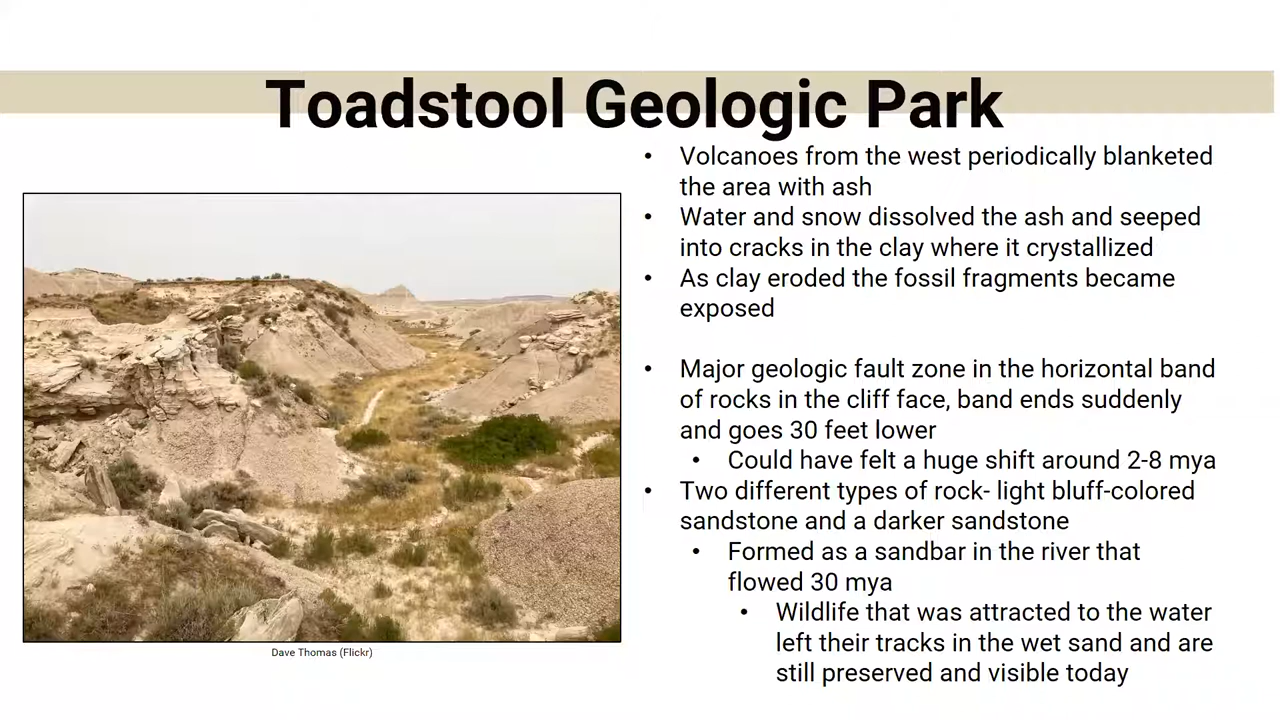 Toadstool Geologic Park
• Volcanoes from the west periodically blanketed
the area with ash
• Water and snow dissolved the ash and seeped
into cracks in the clay where it crystallized
• As clay eroded the fossil fragments became
exposed
• Major geologic fault zone in the horizontal band
of rocks in the cliff face, band ends suddenly
and goes 30 feet lower
• Could have felt a huge shift around 2-8 mya
• Two different types of rock- light bluff-colored
sandstone and a darker sandstone
• Formed as a sandbar in the river that
flowed 30 mya
• Wildlife that was attracted to the water
left their tracks in the wet sand and are
still preserved and visible today
Dave Thomas (Flickr)